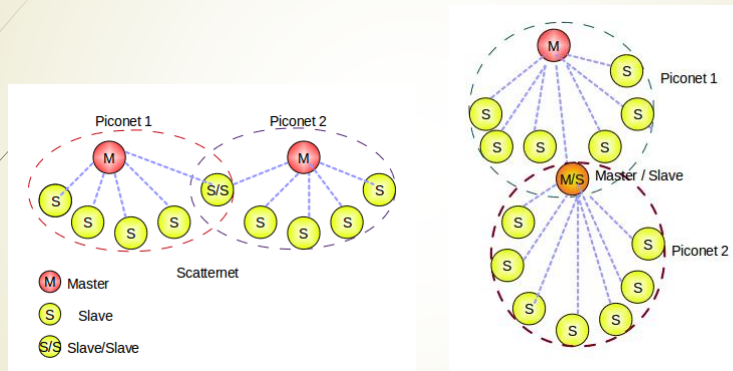 Piconet 1
Piconet 2
M
M
S
S
S
S
S/S
S
S
S
S
Scatternet
M Master
S Slave
S/S Slave/Slave
M
S
Piconet 1
S
S
S
S
S
M/S Master / Slave
S
S
Piconet 2
S
S
S
S
S